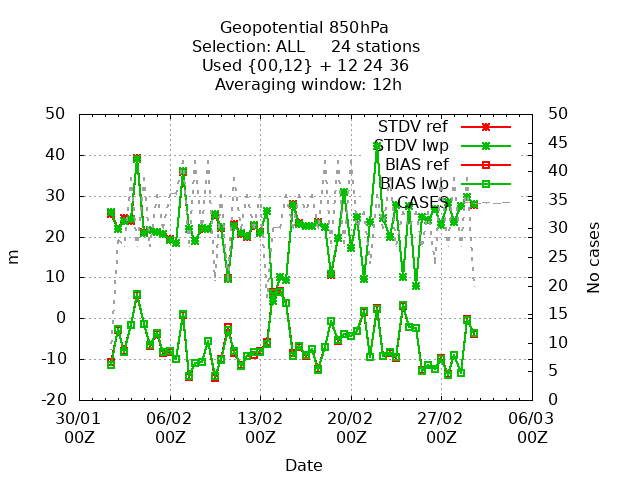 Geopotential 850hPa
Selection: ALL 24 stations
Used {00,12} + 12 24 36
Averaging window: 12h
50
40
30
20
10
0
-10
-20
m
50
45
40
35
30
25
20
15
10
5
0
No cases
STDV ref
STDV lwp
BIAS ref
BIAS lwp
CASES
30/01 06/02 13/02 20/02 27/02 06/03
00Z 00Z 00Z 00Z 00Z 00Z
Date